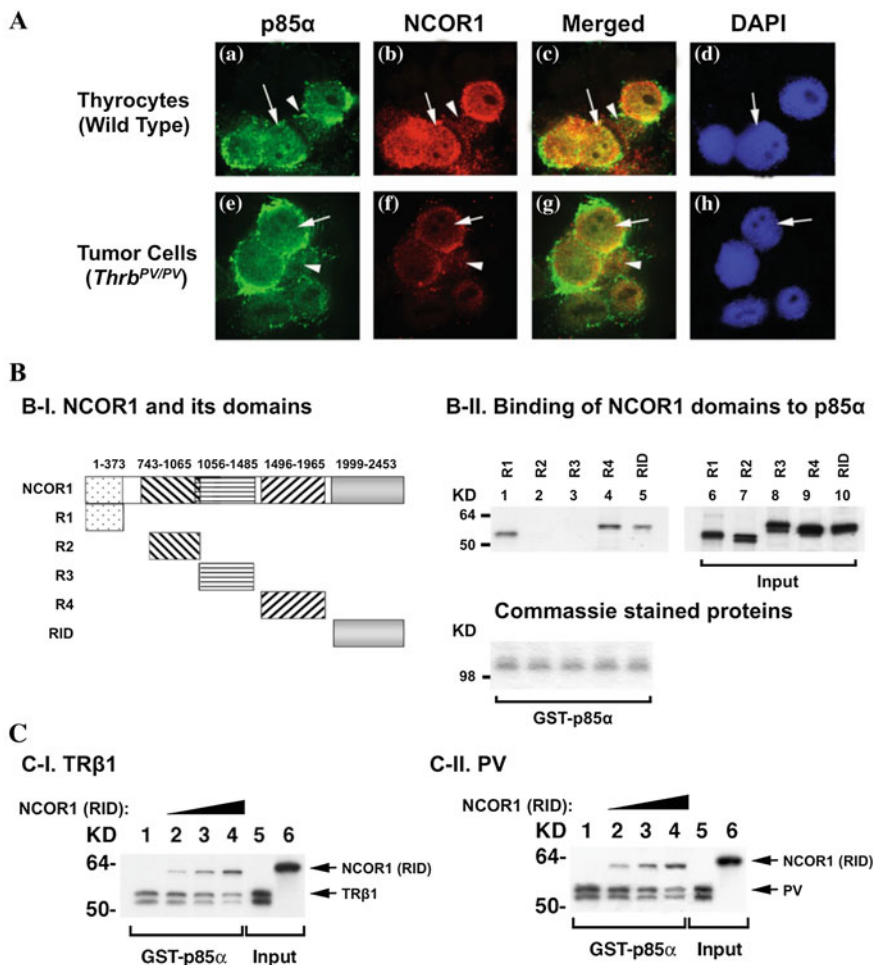 A
p85α NCOR1 Merged DAPI
(a) (b) (c) (d)
Thyrocytes
(Wild Type)
(e) (f) (g) (h)
Tumor Cells
(Thrb^PV/PV)
B
B-I. NCOR1 and its domains
1-373 743-1065 1056-1485 1496-1965 1999-2453
NCOR1
R1
R2
R3
R4
RID
B-II. Binding of NCOR1 domains to p85α
R1 R2 R3 R4 RID R1 R2 R3 R4 RID
KD 1 2 3 4 5 6 7 8 9 10
64
50
Input
Commassie stained proteins
KD
98
GST-p85α
C
C-I. TRβ1
NCOR1 (RID):
KD 1 2 3 4 5 6
64- NCOR1 (RID)
TRβ1
50-
GST-p85α Input
C-II. PV
NCOR1 (RID):
KD 1 2 3 4 5 6
64- NCOR1 (RID)
PV
50-
GST-p85α Input